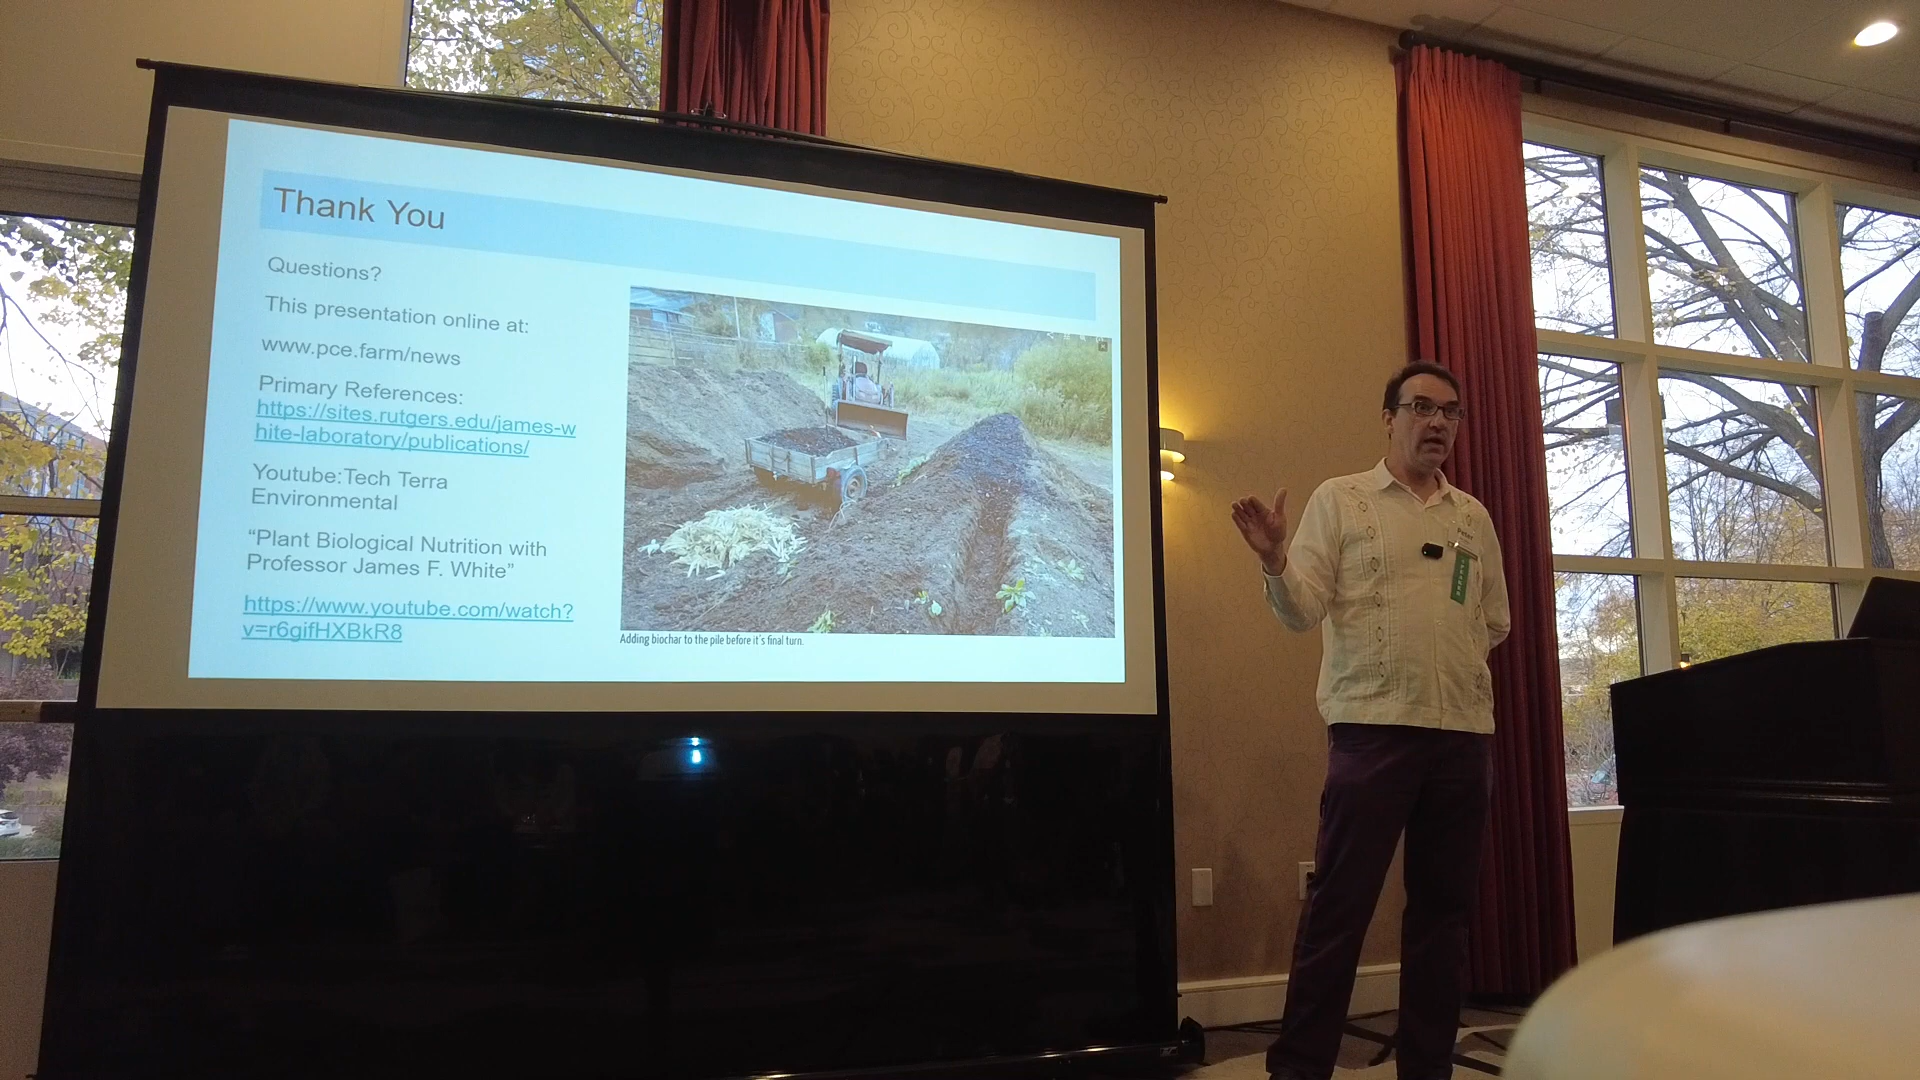 Thank You
Questions?
This presentation online at:
www.pce.farm/news
Primary References:
https://sites.rutgers.edu/james-w
hite-laboratory/publications/
Youtube:Tech Terra
Environmental
“Plant Biological Nutrition with
Professor James F. White”
https://www.youtube.com/watch?
v=r6gifHXBkR8
Adding biochar to the pile before it's final turn.
Peter
SPEAKER